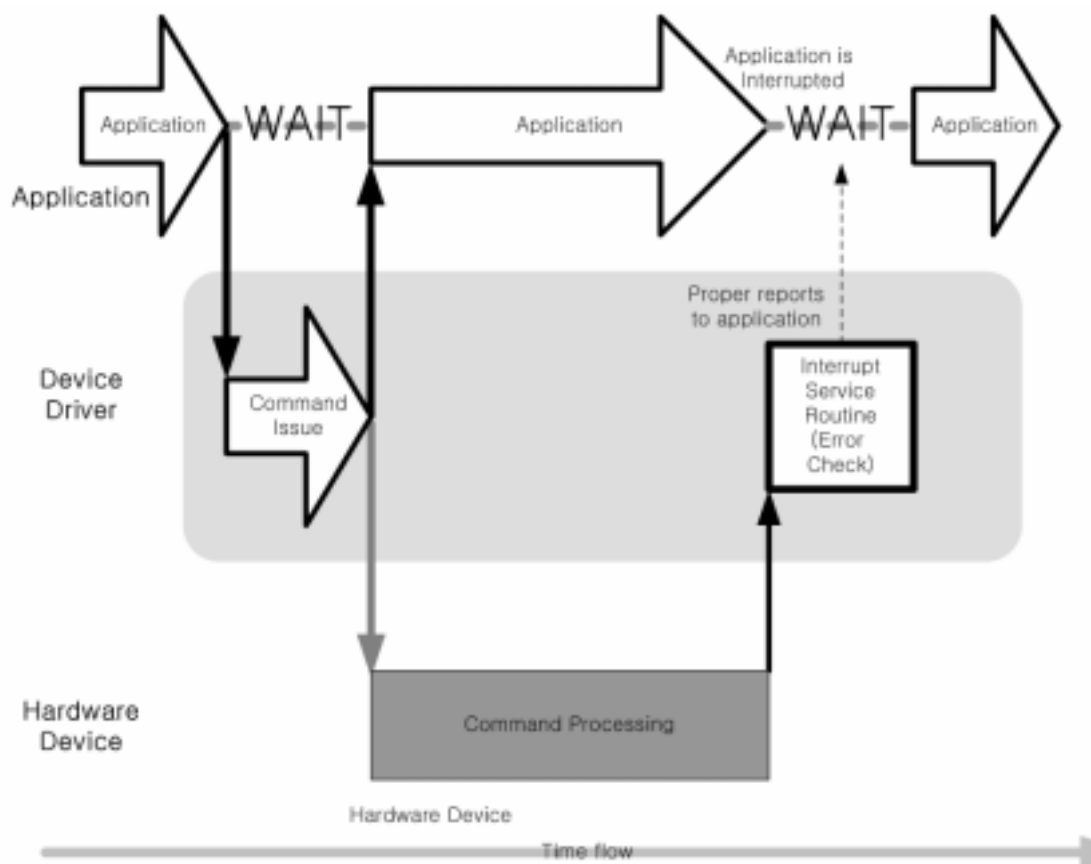 Application is
Interrupted
Application
WAIT
Application
WAIT
Application
Application
Proper reports
to application
Device
Driver
Command
Issue
Interrupt
Service
Routine
(Error
Check)
Hardware
Device
Command Processing
Hardware Device
Time flow